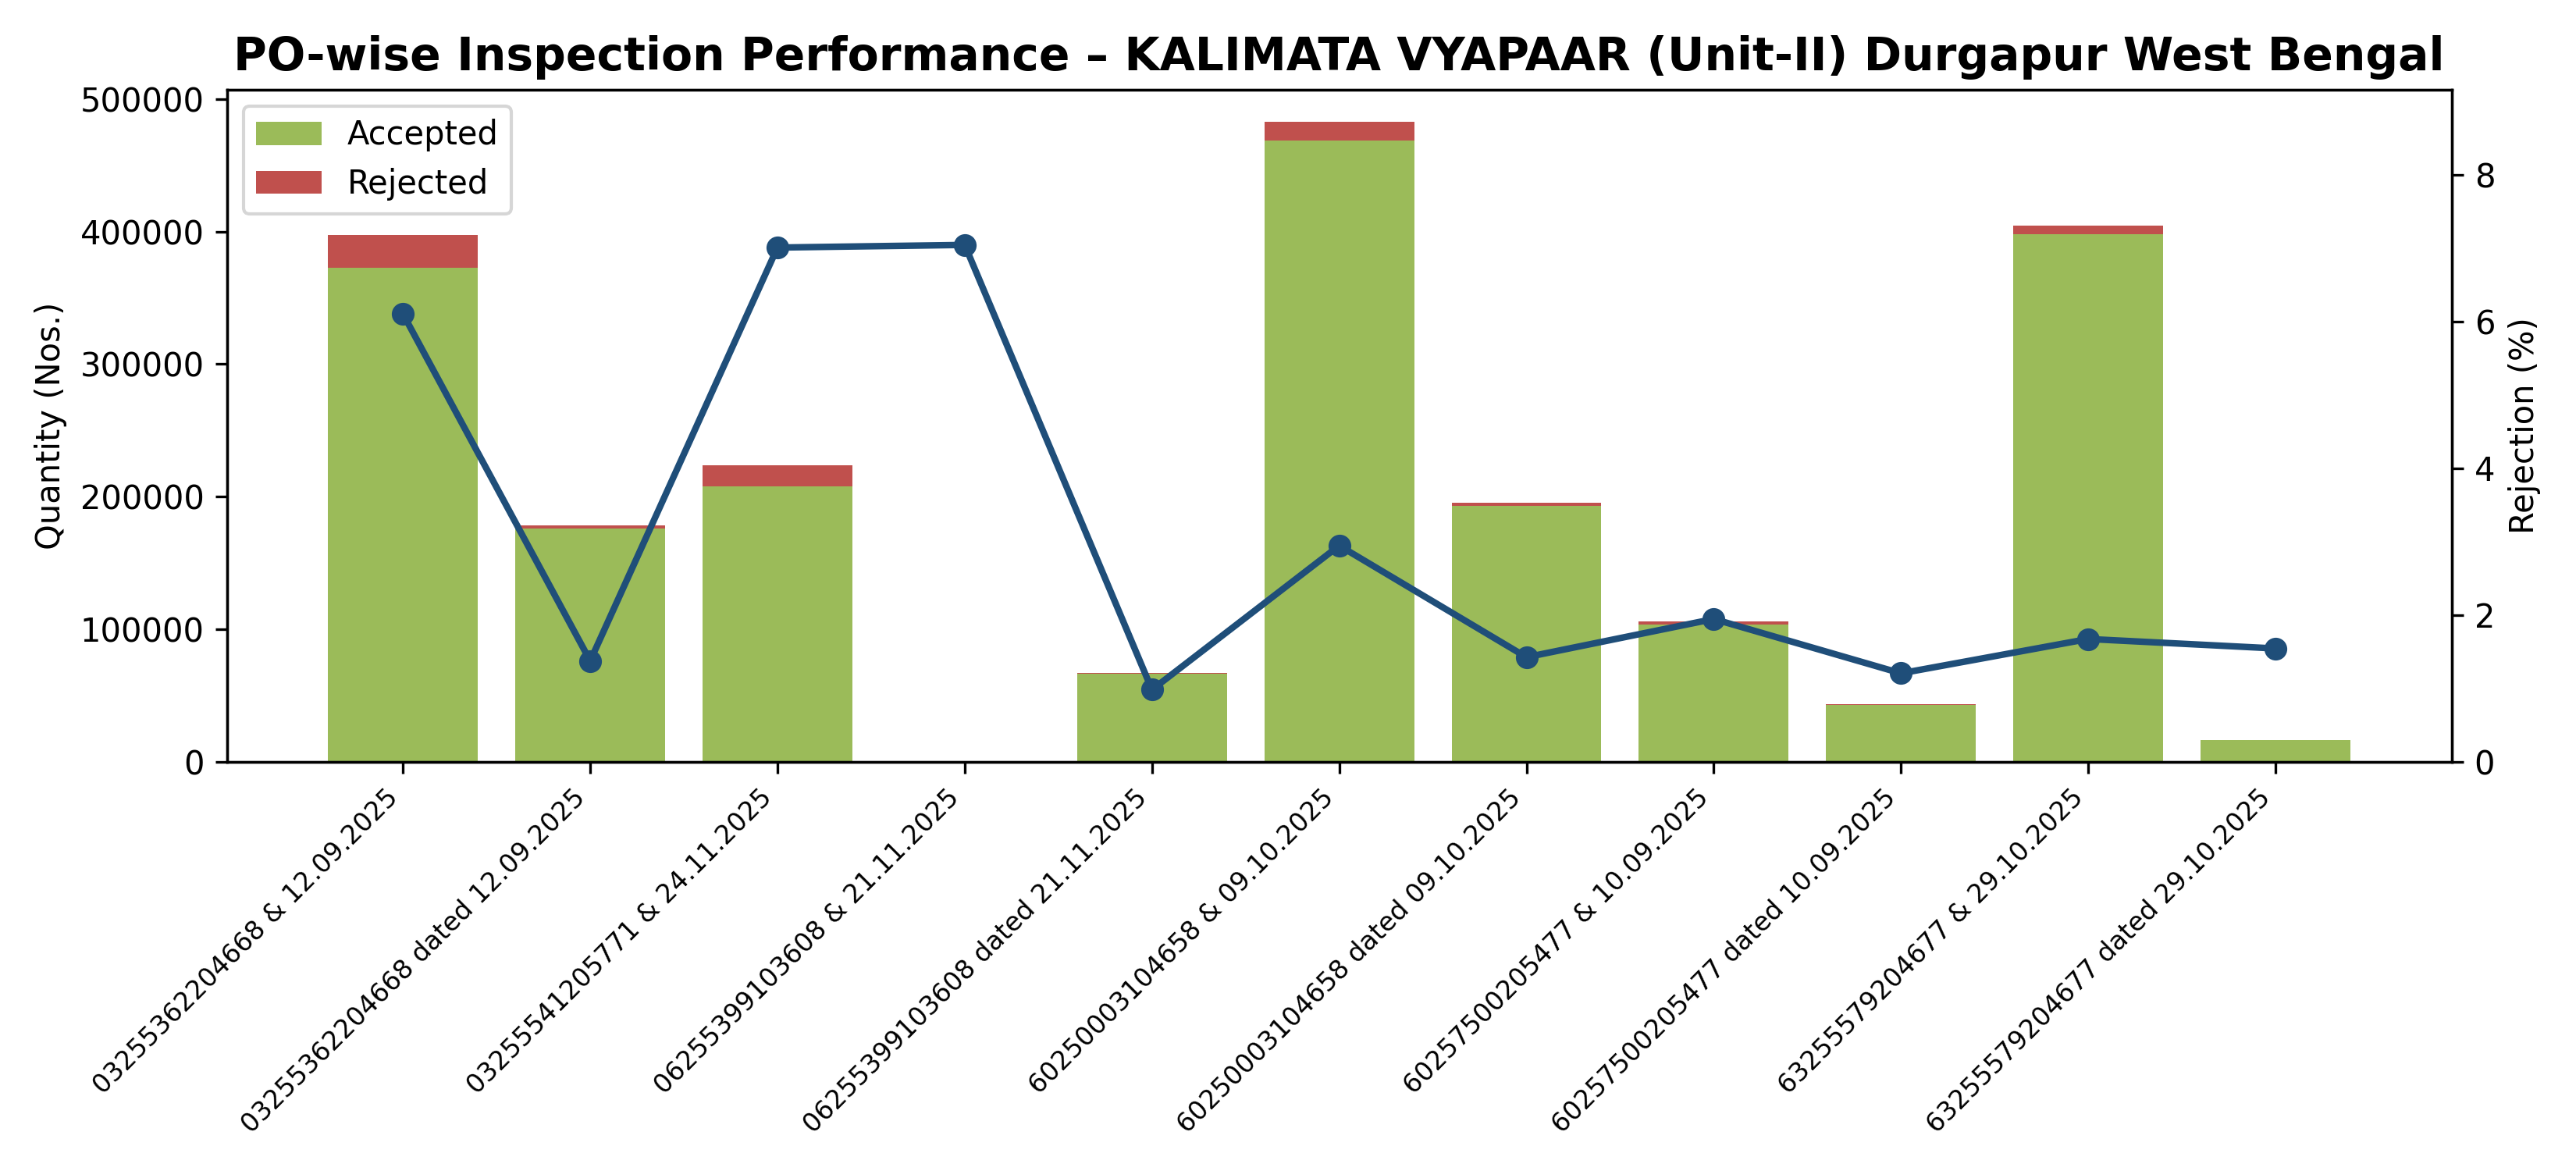 PO-wise Inspection Performance – KALIMATA VYAPAAR (Unit-II) Durgapur West Bengal
Accepted
Rejected
Quantity (Nos.)
500000
400000
300000
200000
100000
0
Rejection (%)
8
6
4
2
0
03255362204668 & 12.09.2025
03255362204668 dated 12.09.2025
03255541205771 & 24.11.2025
06255399103608 & 21.11.2025
06255399103608 dated 21.11.2025
60250003104658 & 09.10.2025
60250003104658 dated 09.10.2025
60257500205477 & 10.09.2025
60257500205477 dated 10.09.2025
63255579204677 & 29.10.2025
63255579204677 dated 29.10.2025